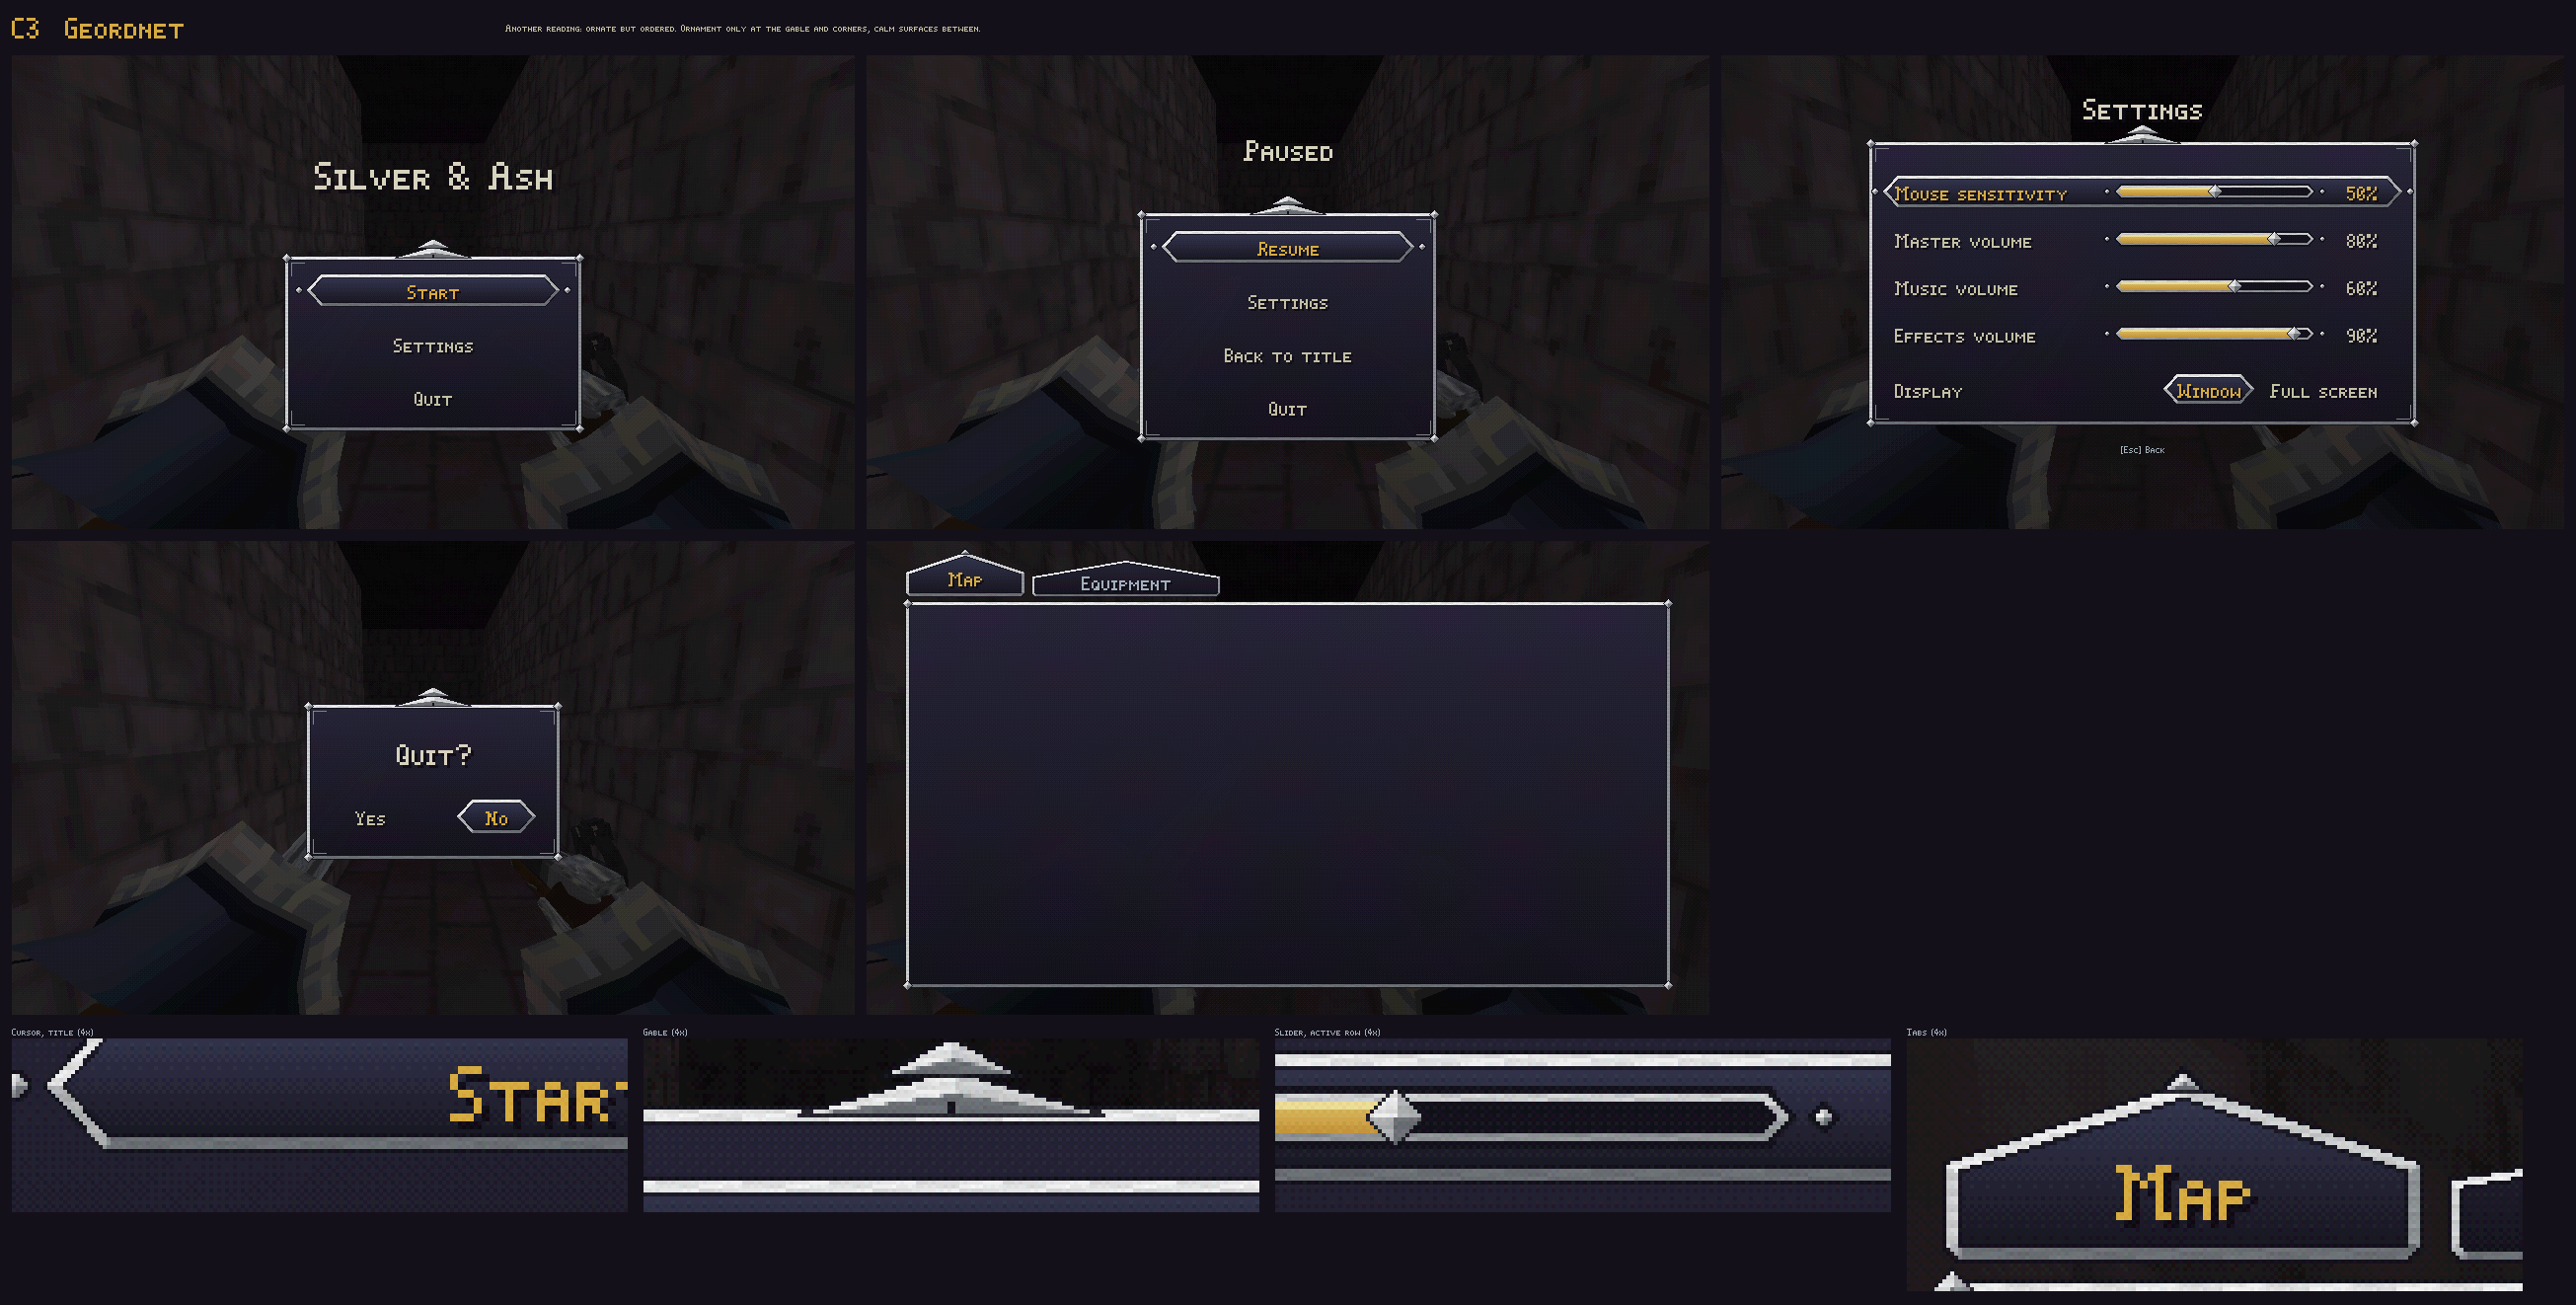 C3 Geordnet
Another reading: ornate but ordered. Ornament only at the gable and corners, calm surfaces between.
Silver & Ash
Start
Settings
Quit
Paused
Resume
Settings
Back to title
Quit
Settings
Mouse sensitivity 50%
Master volume 80%
Music volume 60%
Effects volume 90%
Display Window Full screen
[Esc] Back
Quit?
Yes No
Map Equipment
Cursor, title (4x)
Star
Gable (4x)
Slider, active row (4x)
Tabs (4x)
Map